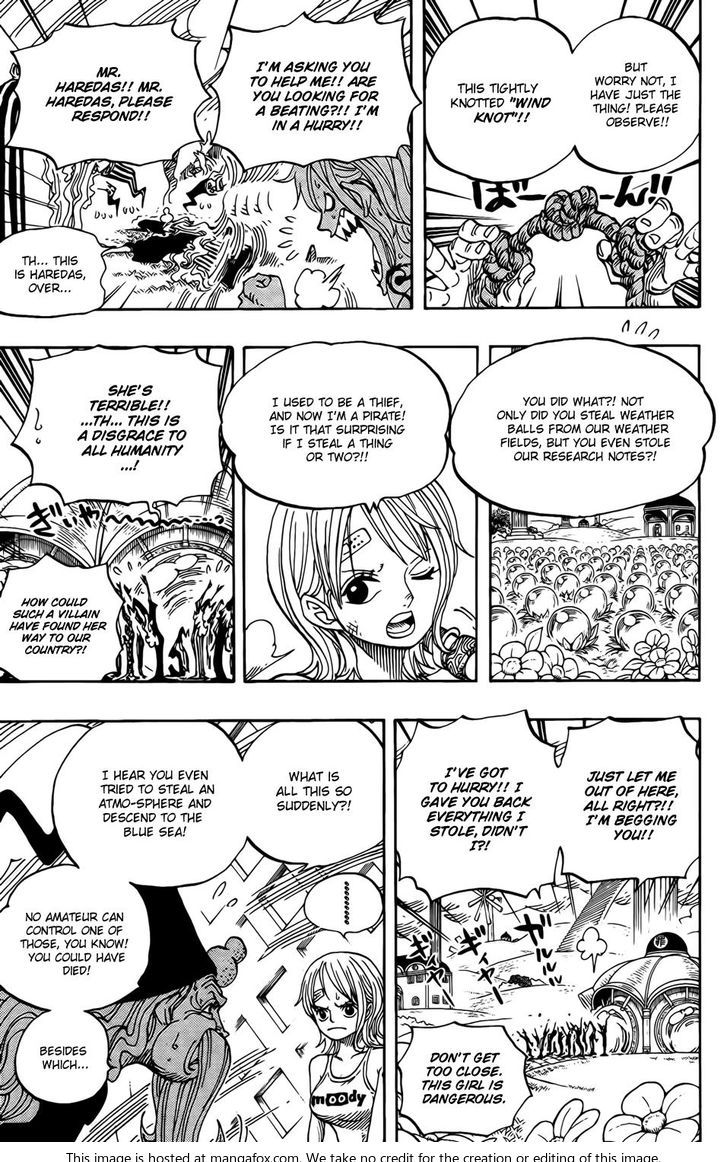 BUT
WORRY NOT, I
HAVE JUST THE
THING! PLEASE
OBSERVE!!
THIS TIGHTLY
KNOTTED "WIND
KNOT"!!
ばーーん!!
I'M ASKING YOU
TO HELP ME!! ARE
YOU LOOKING FOR
A BEATING?!! I'M
IN A HURRY!!
MR.
HAREDAS!! MR.
HAREDAS, PLEASE
RESPOND!!
TH... THIS
IS HAREDAS,
OVER...
YOU DID WHAT?! NOT
ONLY DID YOU STEAL WEATHER
BALLS FROM OUR WEATHER
FIELDS, BUT YOU EVEN STOLE
OUR RESEARCH NOTES?!
I USED TO BE A THIEF,
AND NOW I'M A PIRATE!
IS IT THAT SURPRISING
IF I STEAL A THING
OR TWO?!!
SHE'S
TERRIBLE!!
...TH... THIS IS
A DISGRACE TO
ALL HUMANITY
...!
ぎいやー
HOW COULD
SUCH A VILLAIN
HAVE FOUND HER
WAY TO OUR
COUNTRY?!
JUST LET ME
OUT OF HERE,
ALL RIGHT?!!
I'M BEGGING
YOU!!
I'VE GOT
TO HURRY!! I
GAVE YOU BACK
EVERYTHING I
STOLE, DIDN'T
I?!
ギャー
ギャー
DON'T GET
TOO CLOSE.
THIS GIRL IS
DANGEROUS.
WHAT IS
ALL THIS SO
SUDDENLY?!
I HEAR YOU EVEN
TRIED TO STEAL AN
ATMO-SPHERE AND
DESCEND TO THE
BLUE SEA!
.........
NO AMATEUR CAN
CONTROL ONE OF
THOSE, YOU KNOW!
YOU COULD HAVE
DIED!
BESIDES
WHICH...
moody
This image is hosted at mangafox.com. We take no credit for the creation or editing of this image.